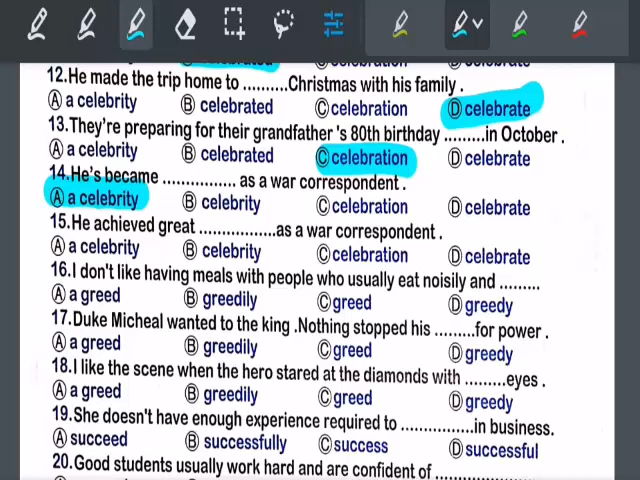 12.He made the trip home to ..........Christmas with his family .
Ⓐ a celebrity Ⓑ celebrated Ⓒ celebration Ⓓ celebrate
13.They're preparing for their grandfather 's 80th birthday .........in October .
Ⓐ a celebrity Ⓑ celebrated Ⓒ celebration Ⓓ celebrate
14.He's became ................ as a war correspondent .
Ⓐ a celebrity Ⓑ celebrity Ⓒ celebration Ⓓ celebrate
15.He achieved great .................as a war correspondent .
Ⓐ a celebrity Ⓑ celebrity Ⓒ celebration Ⓓ celebrate
16.I don't like having meals with people who usually eat noisily and .........
Ⓐ a greed Ⓑ greedily Ⓒ greed Ⓓ greedy
17.Duke Micheal wanted to the king .Nothing stopped his .........for power .
Ⓐ a greed Ⓑ greedily Ⓒ greed Ⓓ greedy
18.I like the scene when the hero stared at the diamonds with .........eyes .
Ⓐ a greed Ⓑ greedily Ⓒ greed Ⓓ greedy
19.She doesn't have enough experience required to ................in business.
Ⓐ succeed Ⓑ successfully Ⓒ success Ⓓ successful
20.Good students usually work hard and are confident of ......................